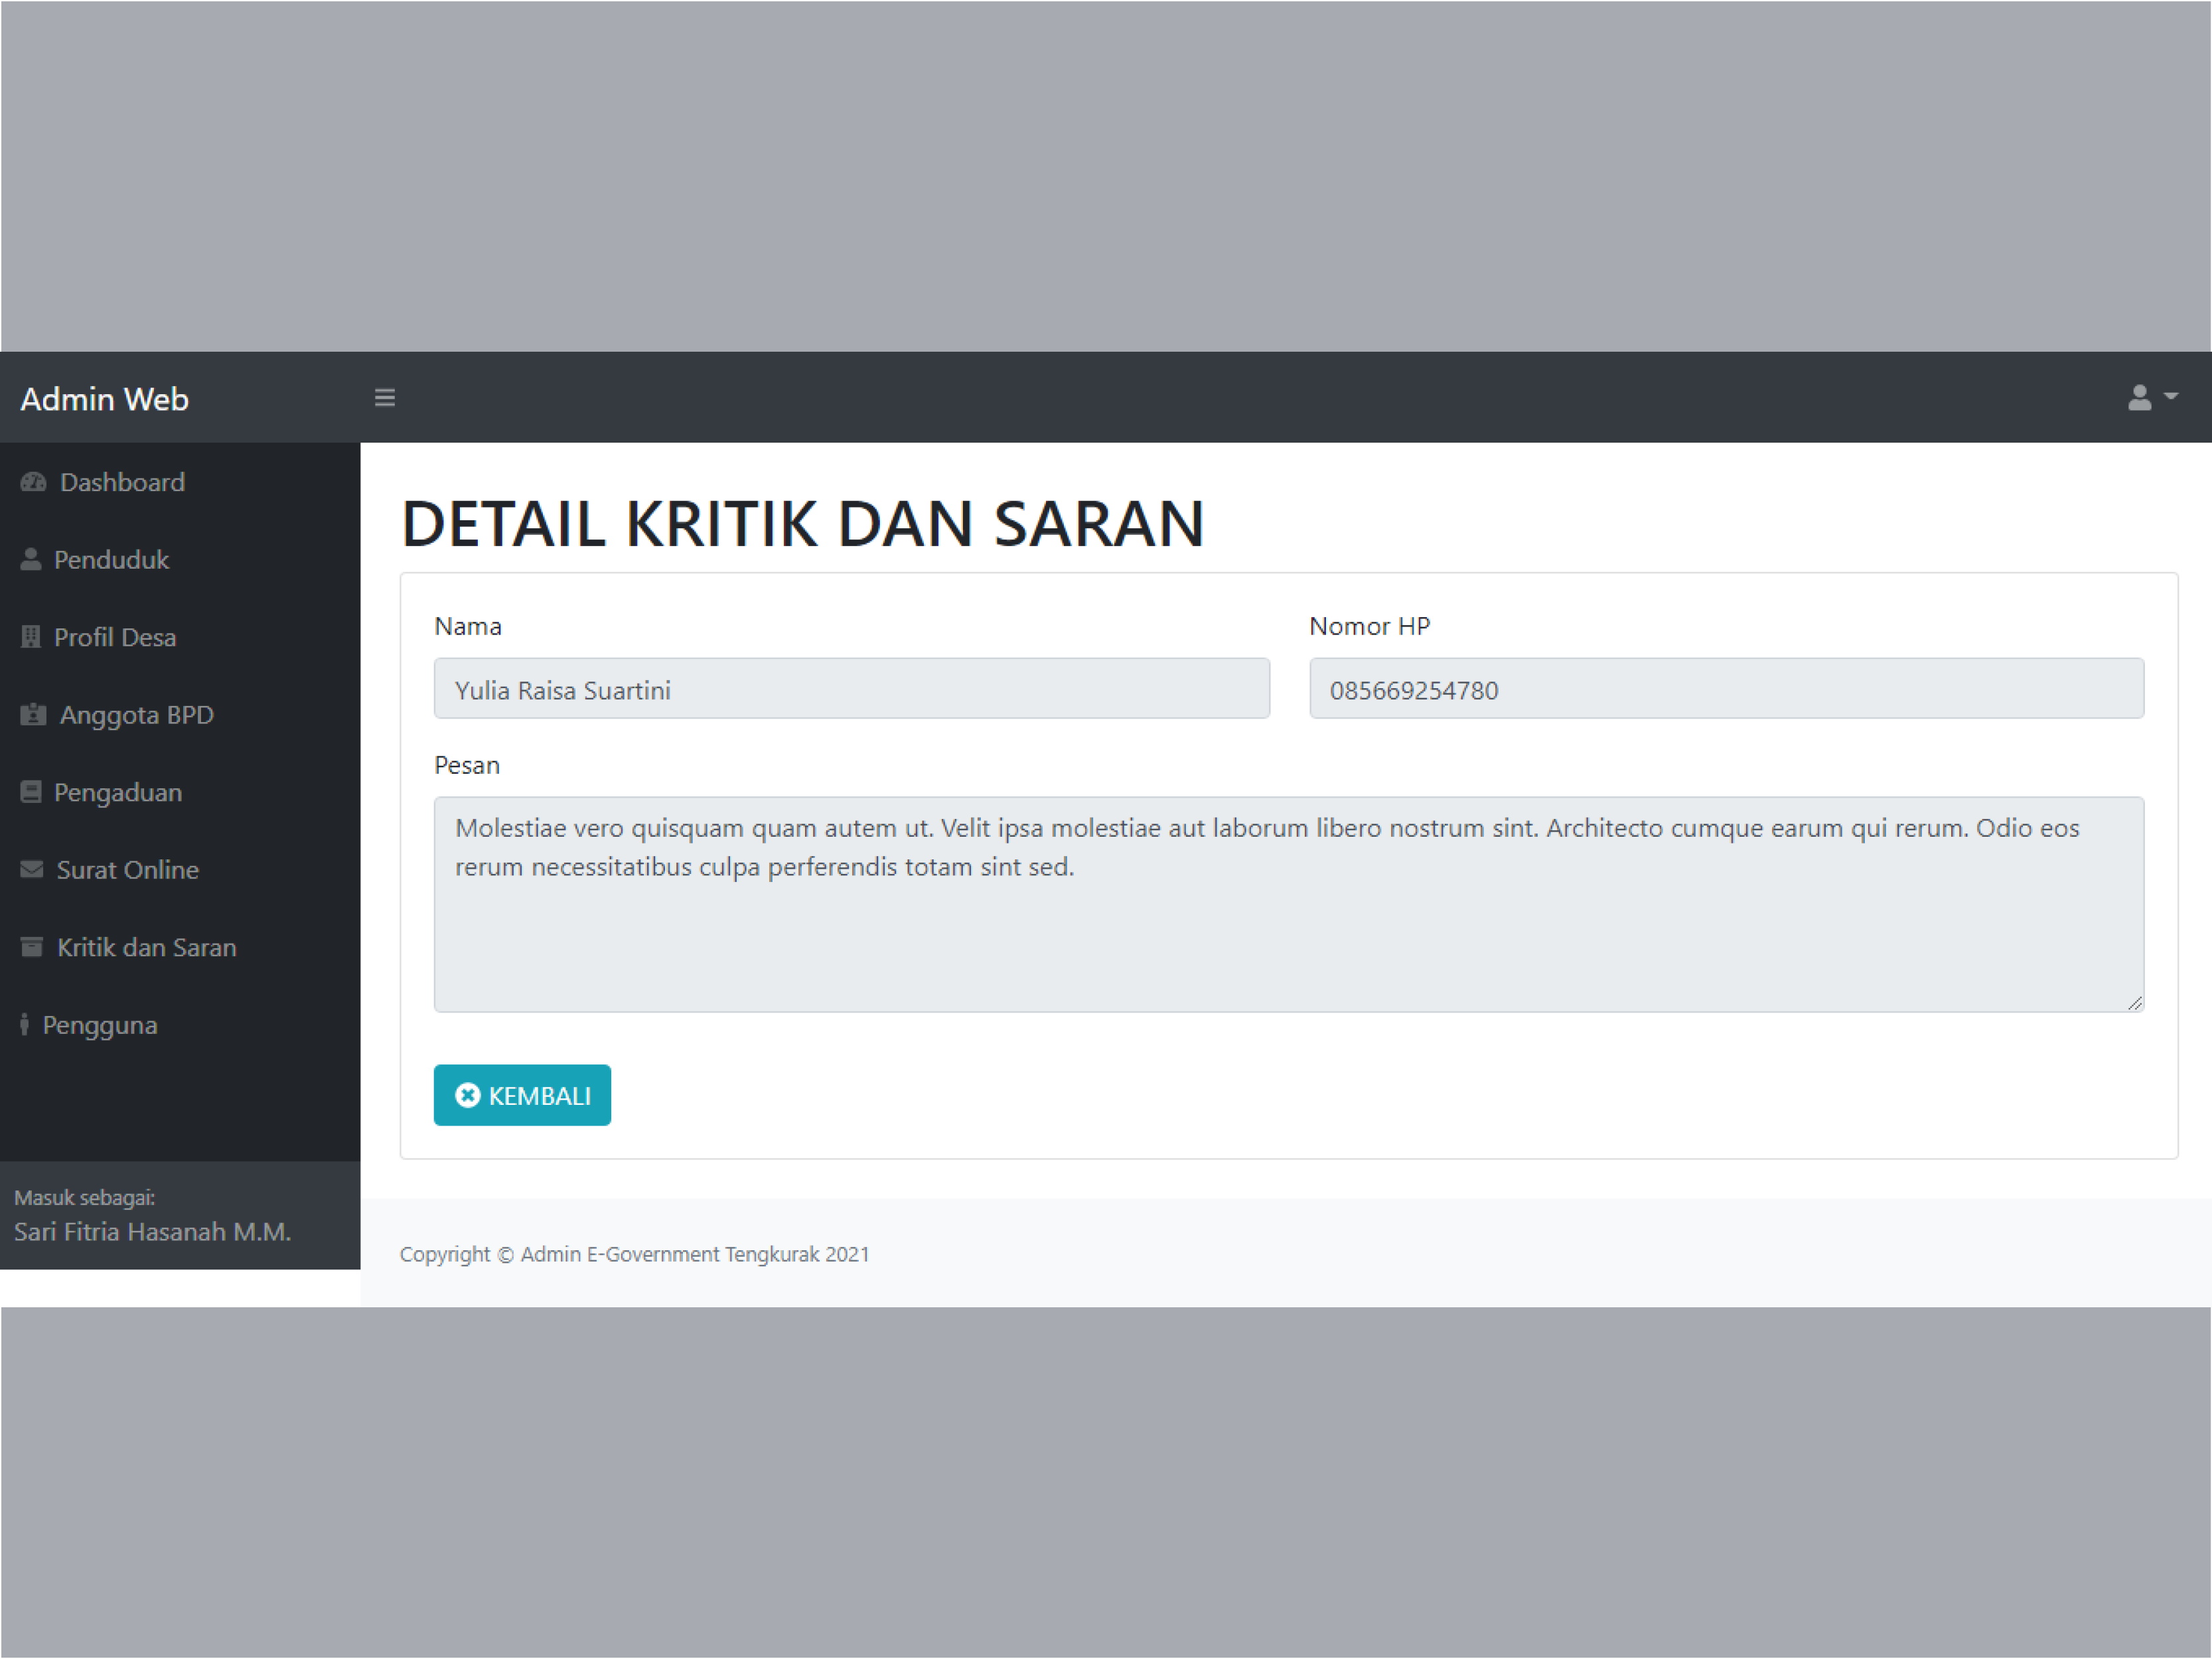 Admin Web
Dashboard
Penduduk
Profil Desa
Anggota BPD
Pengaduan
Surat Online
Kritik dan Saran
Pengguna
Masuk sebagai:
Sari Fitria Hasanah M.M.
DETAIL KRITIK DAN SARAN
Nama
Yulia Raisa Suartini
Nomor HP
085669254780
Pesan
Molestiae vero quisquam quam autem ut. Velit ipsa molestiae aut laborum libero nostrum sint. Architecto cumque earum qui rerum. Odio eos
rerum necessitatibus culpa perferendis totam sint sed.
KEMBALI
Copyright © Admin E-Government Tengkurak 2021